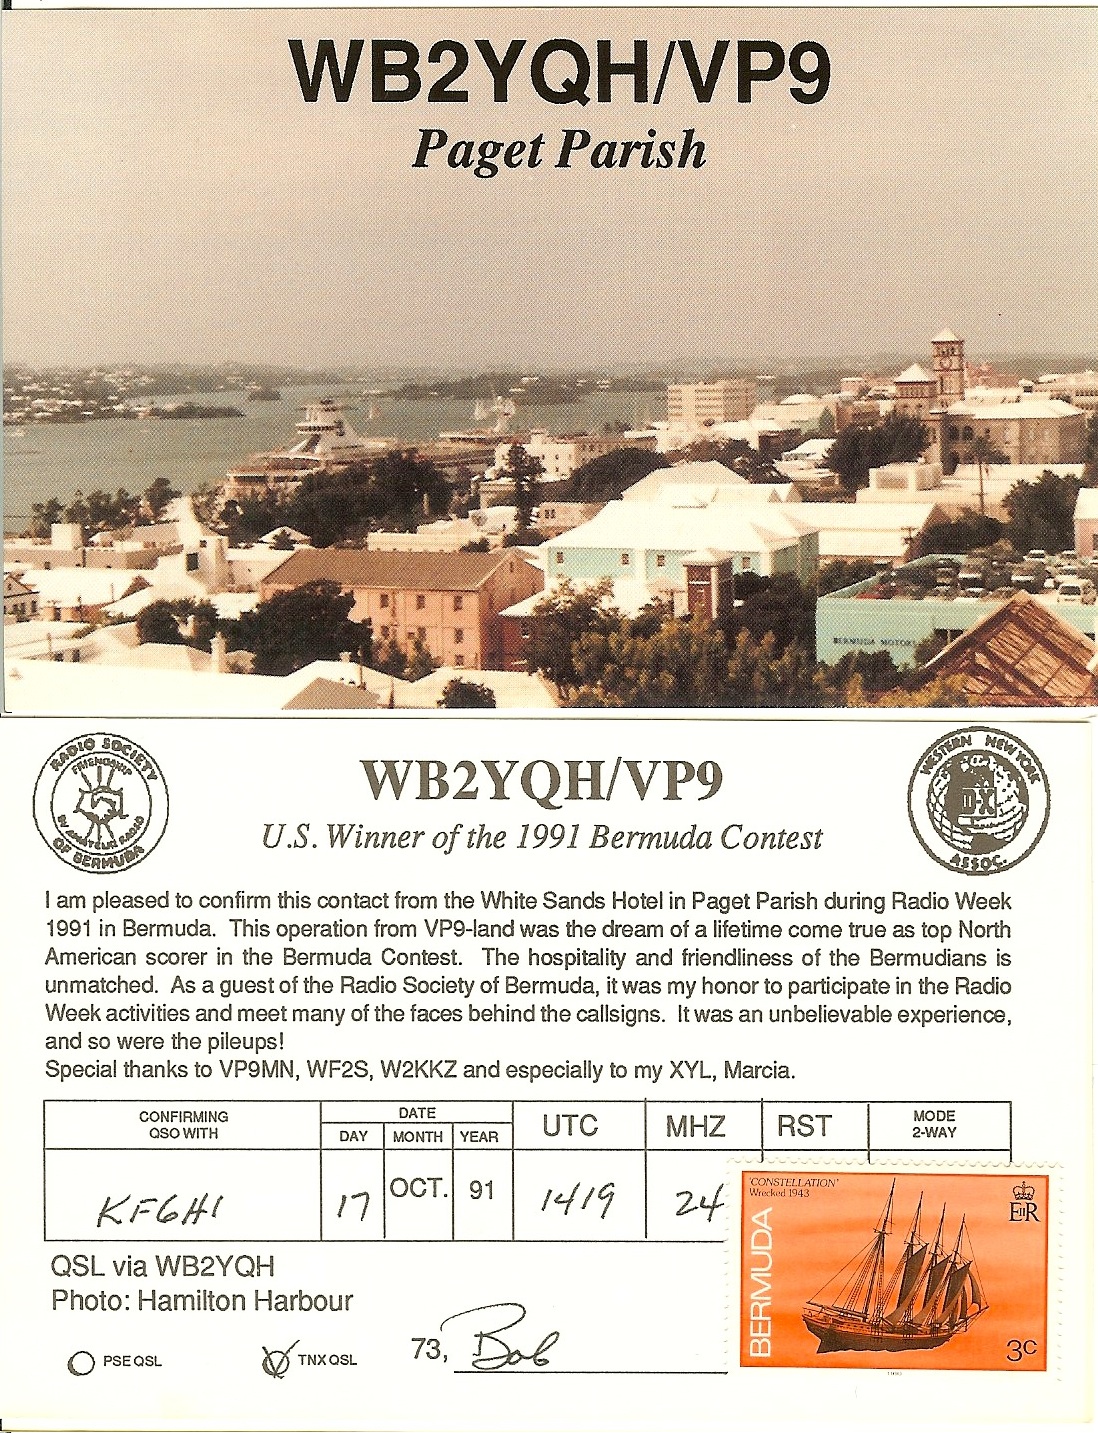 WB2YQH/VP9
Paget Parish
BERMUDA MOTORS
RADIO SOCIETY
FRIENDSHIP
BY AMATEUR RADIO
OF BERMUDA
WB2YQH/VP9
U.S. Winner of the 1991 Bermuda Contest
WESTERN NEW YORK
D-X
ASSOC.
I am pleased to confirm this contact from the White Sands Hotel in Paget Parish during Radio Week
1991 in Bermuda. This operation from VP9-land was the dream of a lifetime come true as top North
American scorer in the Bermuda Contest. The hospitality and friendliness of the Bermudians is
unmatched. As a guest of the Radio Society of Bermuda, it was my honor to participate in the Radio
Week activities and meet many of the faces behind the callsigns. It was an unbelievable experience,
and so were the pileups!
Special thanks to VP9MN, WF2S, W2KKZ and especially to my XYL, Marcia.
CONFIRMING
QSO WITH
DATE
DAY MONTH YEAR
UTC
MHZ
RST
MODE
2-WAY
KF6HI 17 OCT. 91 1419 24
'CONSTELLATION'
Wrecked 1943
EIIR
BERMUDA
3c
QSL via WB2YQH
Photo: Hamilton Harbour
PSE QSL
TNX QSL
73, Bob